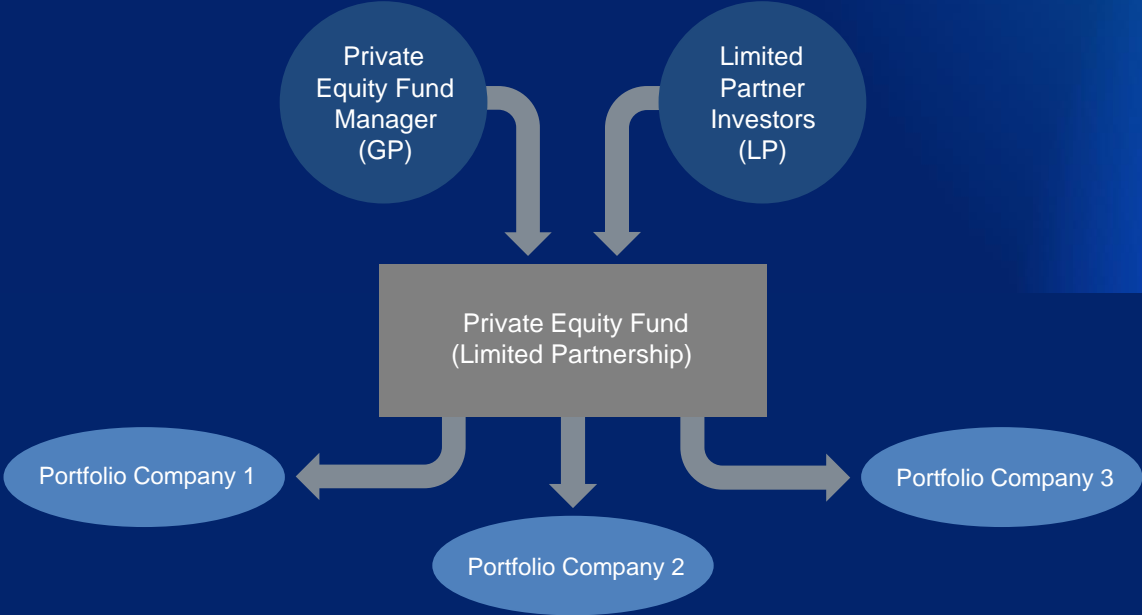 Private
Equity Fund
Manager
(GP)
Limited
Partner
Investors
(LP)
Private Equity Fund
(Limited Partnership)
Portfolio Company 1
Portfolio Company 3
Portfolio Company 2